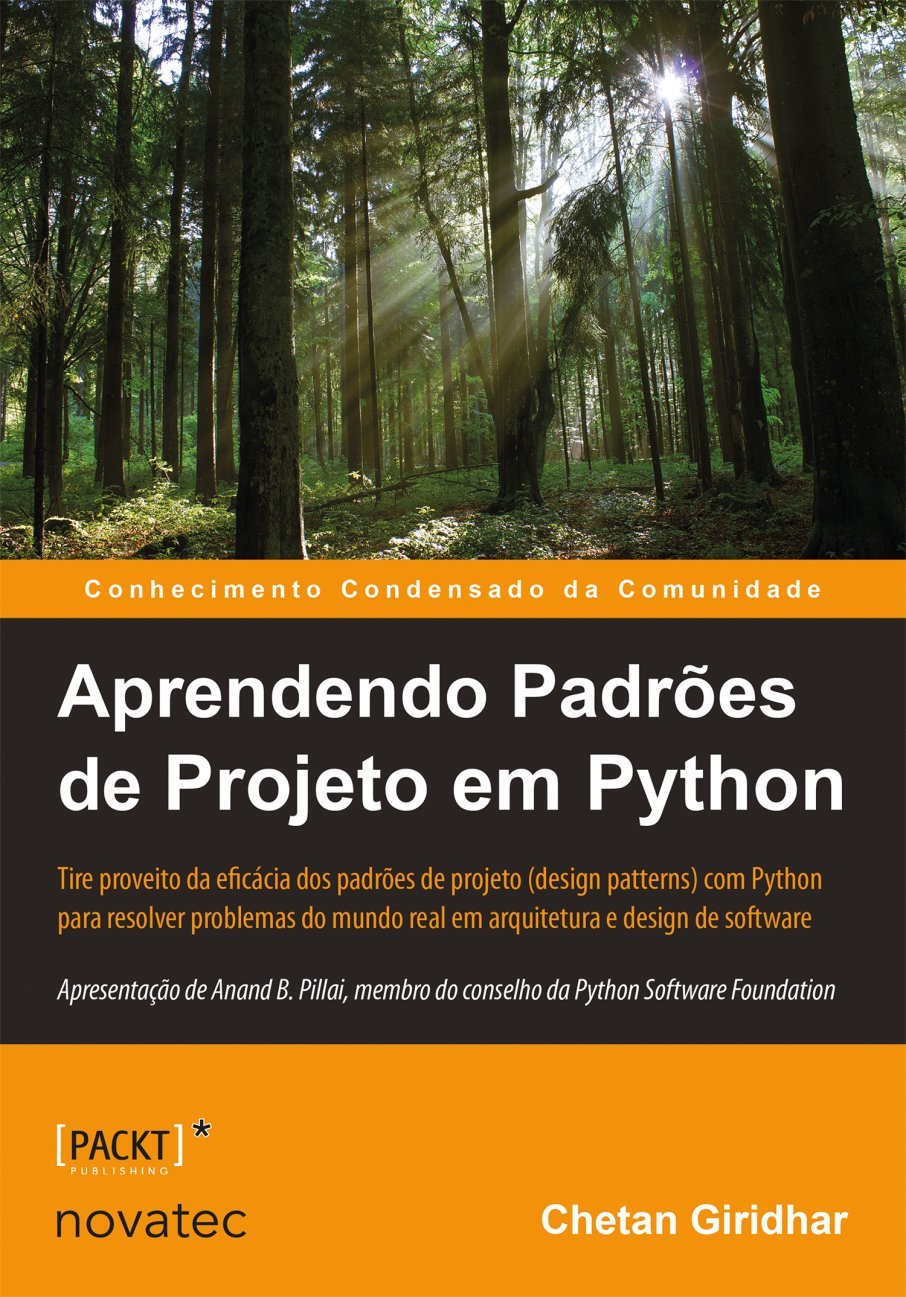 Conhecimento Condensado da Comunidade
Aprendendo Padrões
de Projeto em Python
Tire proveito da eficácia dos padrões de projeto (design patterns) com Python
para resolver problemas do mundo real em arquitetura e design de software
Apresentação de Anand B. Pillai, membro do conselho da Python Software Foundation
[PACKT]*
PUBLISHING
novatec
Chetan Giridhar